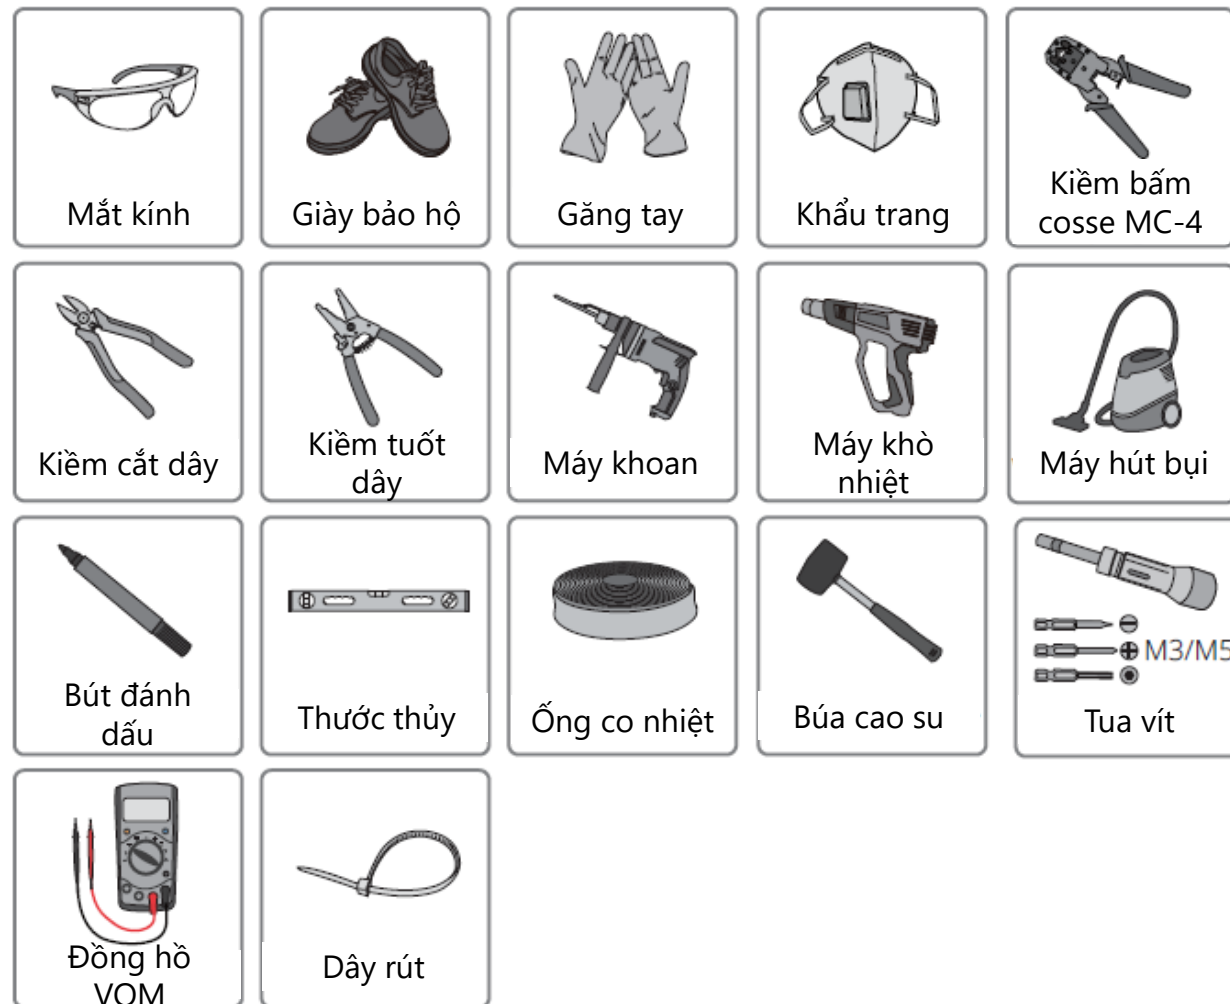 Mắt kính
Giày bảo hộ
Găng tay
Khẩu trang
Kiềm bấm
cosse MC-4
Kiềm cắt dây
Kiềm tuốt
dây
Máy khoan
Máy khò
nhiệt
Máy hút bụi
Bút đánh
dấu
Thước thủy
Ống co nhiệt
Búa cao su
M3/M5
Tua vít
Đồng hồ
VOM
Dây rút